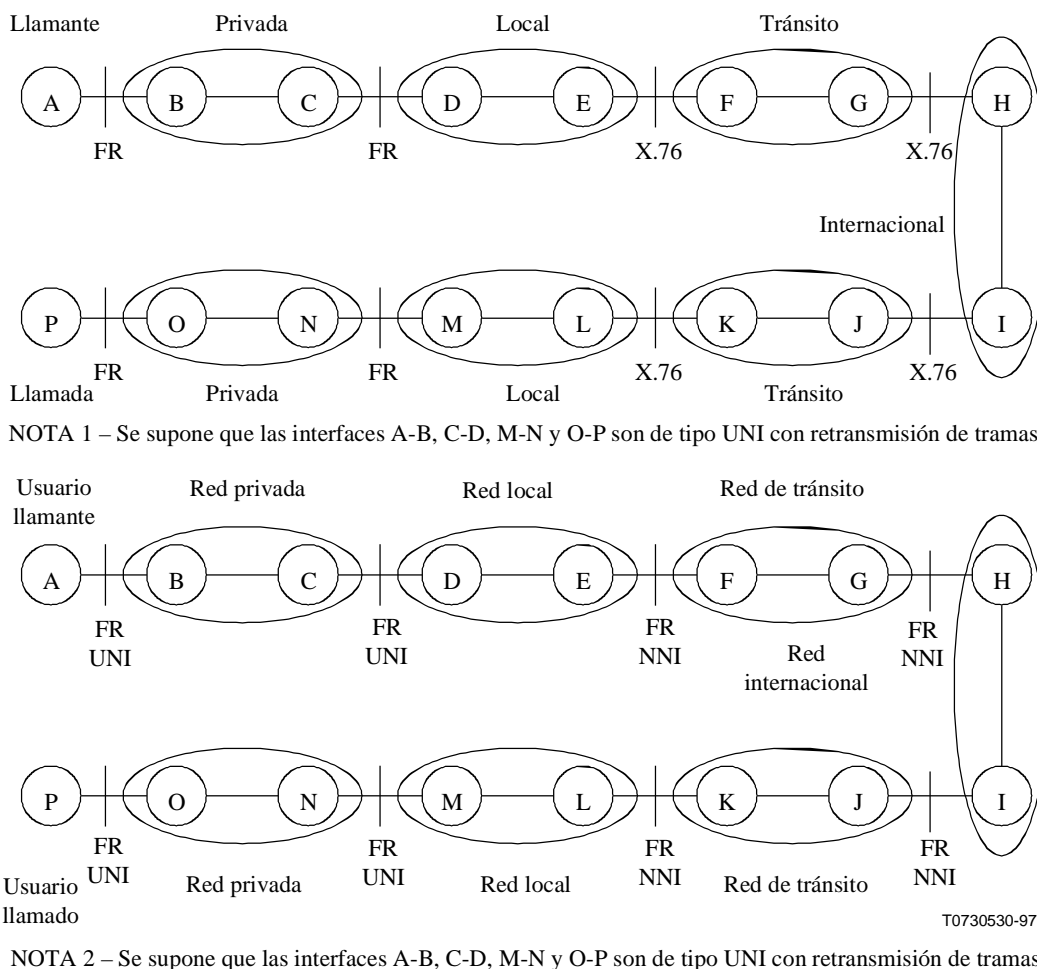 Llamante Privada Local Tránsito
A B C D E F G H
FR FR X.76 X.76
Internacional
P O N M L K J I
FR FR X.76 X.76
Llamada Privada Local Tránsito
NOTA 1 – Se supone que las interfaces A-B, C-D, M-N y O-P son de tipo UNI con retransmisión de tramas
Usuario llamante Red privada Red local Red de tránsito
A B C D E F G H
FR UNI FR UNI FR NNI FR NNI
Red internacional
P O N M L K J I
FR UNI FR UNI FR NNI FR NNI
Usuario llamado Red privada Red local Red de tránsito
T0730530-97
NOTA 2 – Se supone que las interfaces A-B, C-D, M-N y O-P son de tipo UNI con retransmisión de tramas